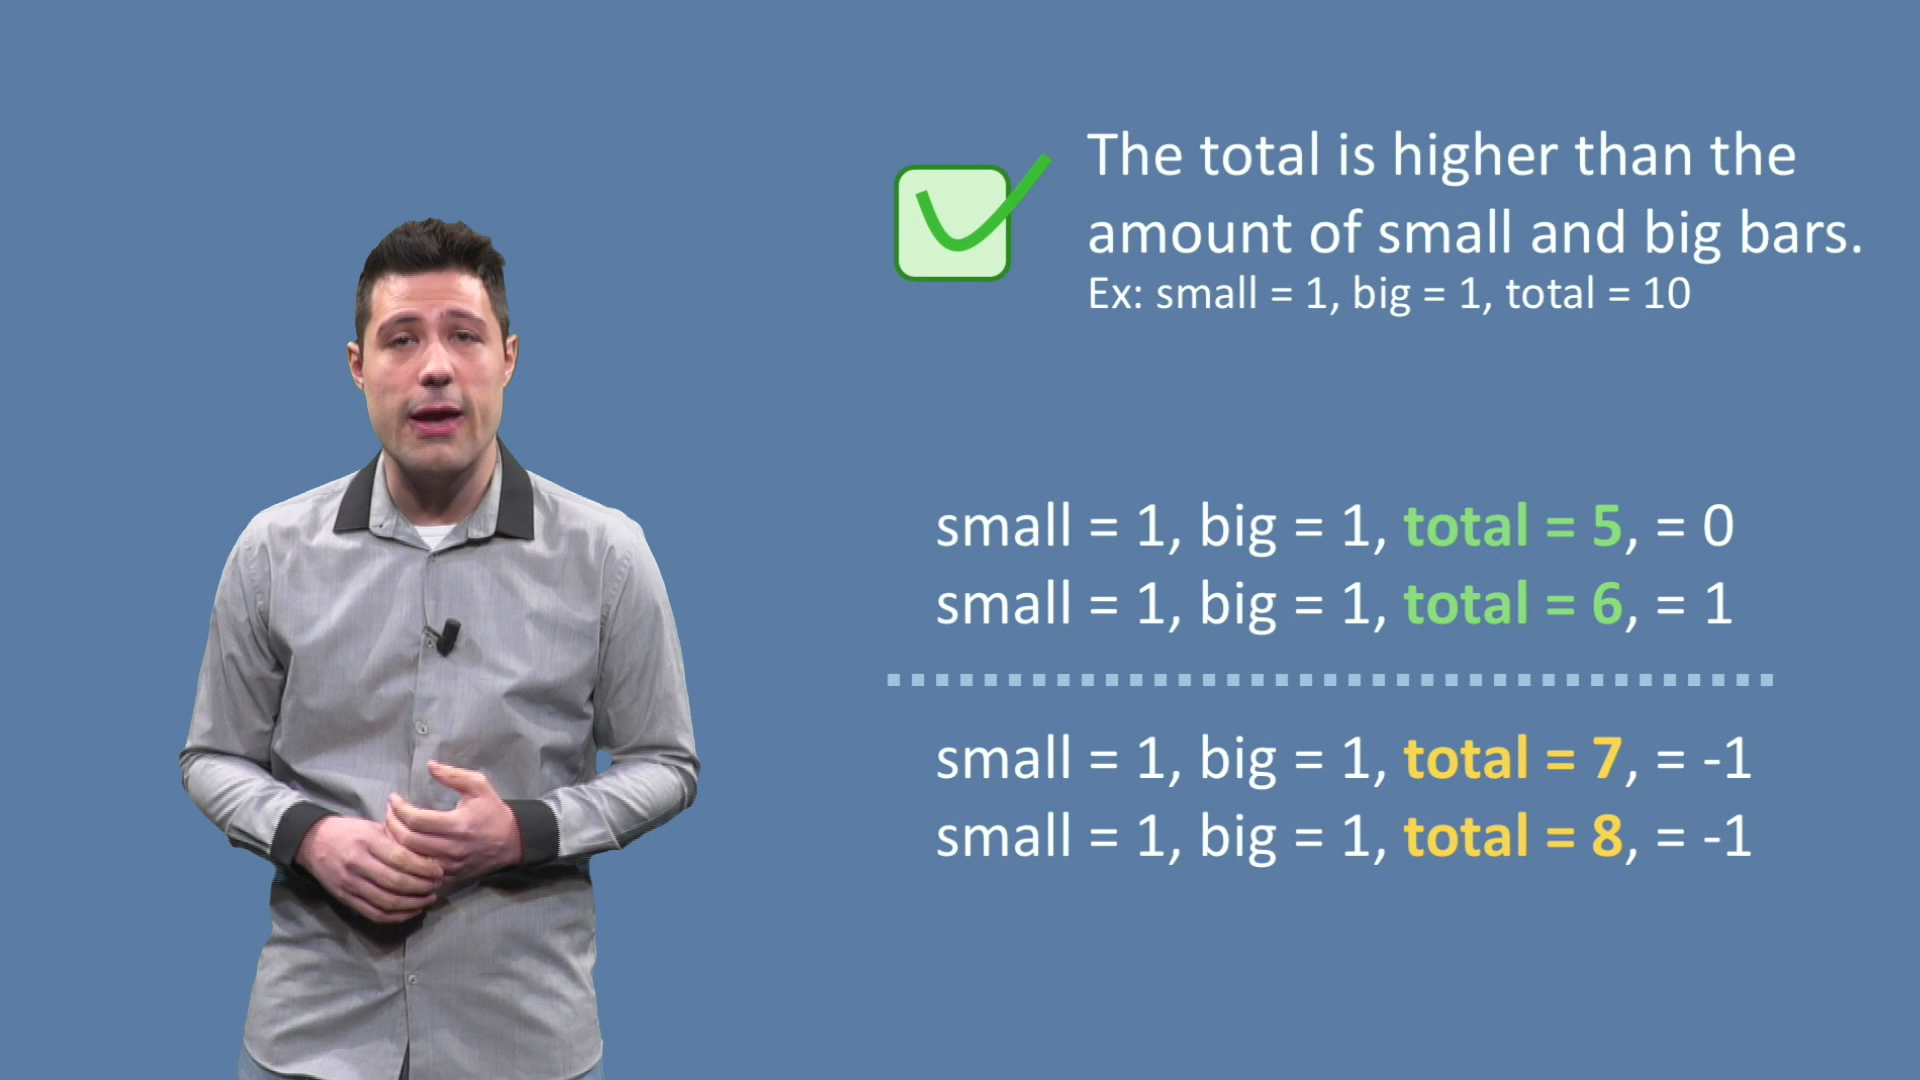 The total is higher than the
amount of small and big bars.
Ex: small = 1, big = 1, total = 10
small = 1, big = 1, total = 5, = 0
small = 1, big = 1, total = 6, = 1
small = 1, big = 1, total = 7, = -1
small = 1, big = 1, total = 8, = -1